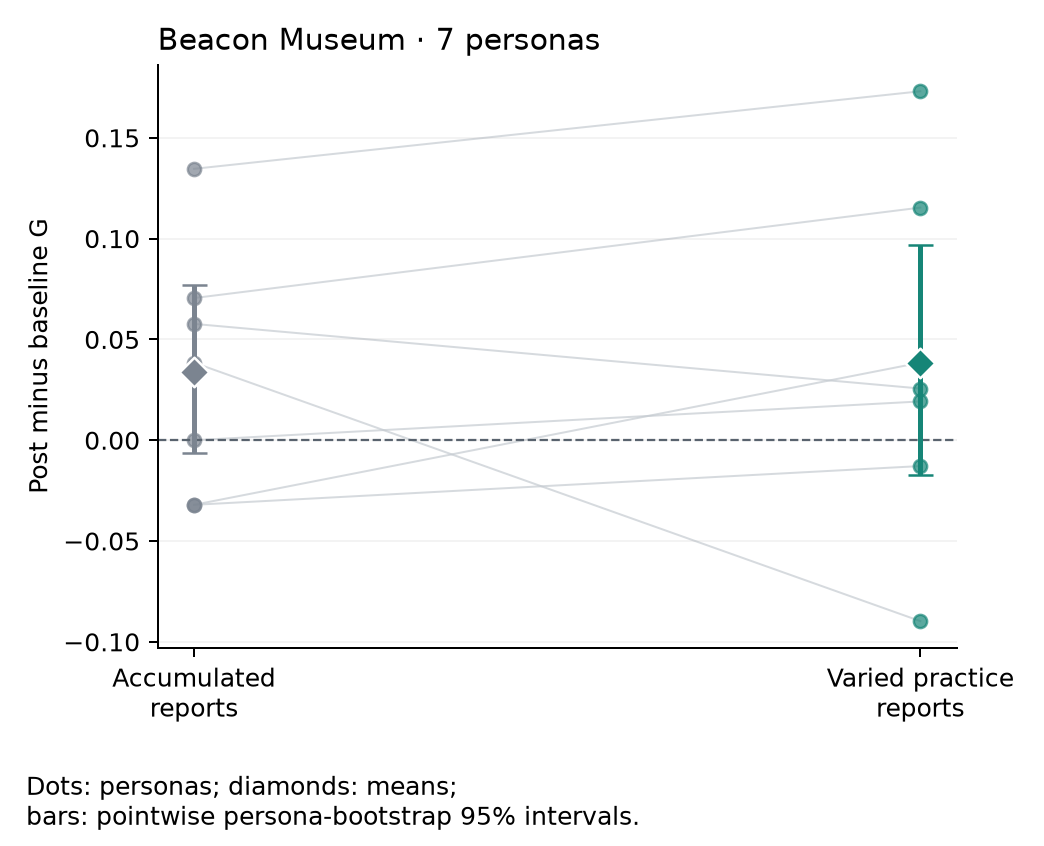 Beacon Museum · 7 personas
Post minus baseline G
0.15
0.10
0.05
0.00
−0.05
−0.10
Accumulated
reports
Varied practice
reports
Dots: personas; diamonds: means;
bars: pointwise persona-bootstrap 95% intervals.